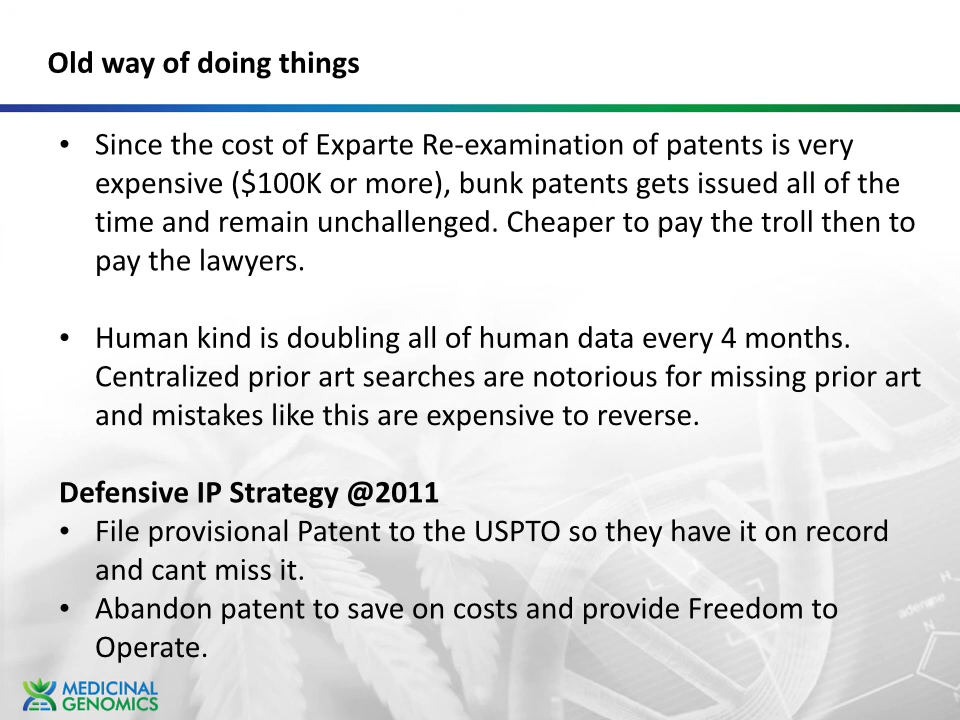 Old way of doing things
• Since the cost of Exparte Re-examination of patents is very
expensive ($100K or more), bunk patents gets issued all of the
time and remain unchallenged. Cheaper to pay the troll then to
pay the lawyers.
• Human kind is doubling all of human data every 4 months.
Centralized prior art searches are notorious for missing prior art
and mistakes like this are expensive to reverse.
Defensive IP Strategy @2011
• File provisional Patent to the USPTO so they have it on record
and cant miss it.
• Abandon patent to save on costs and provide Freedom to
Operate.
adenine
MEDICINAL
GENOMICS